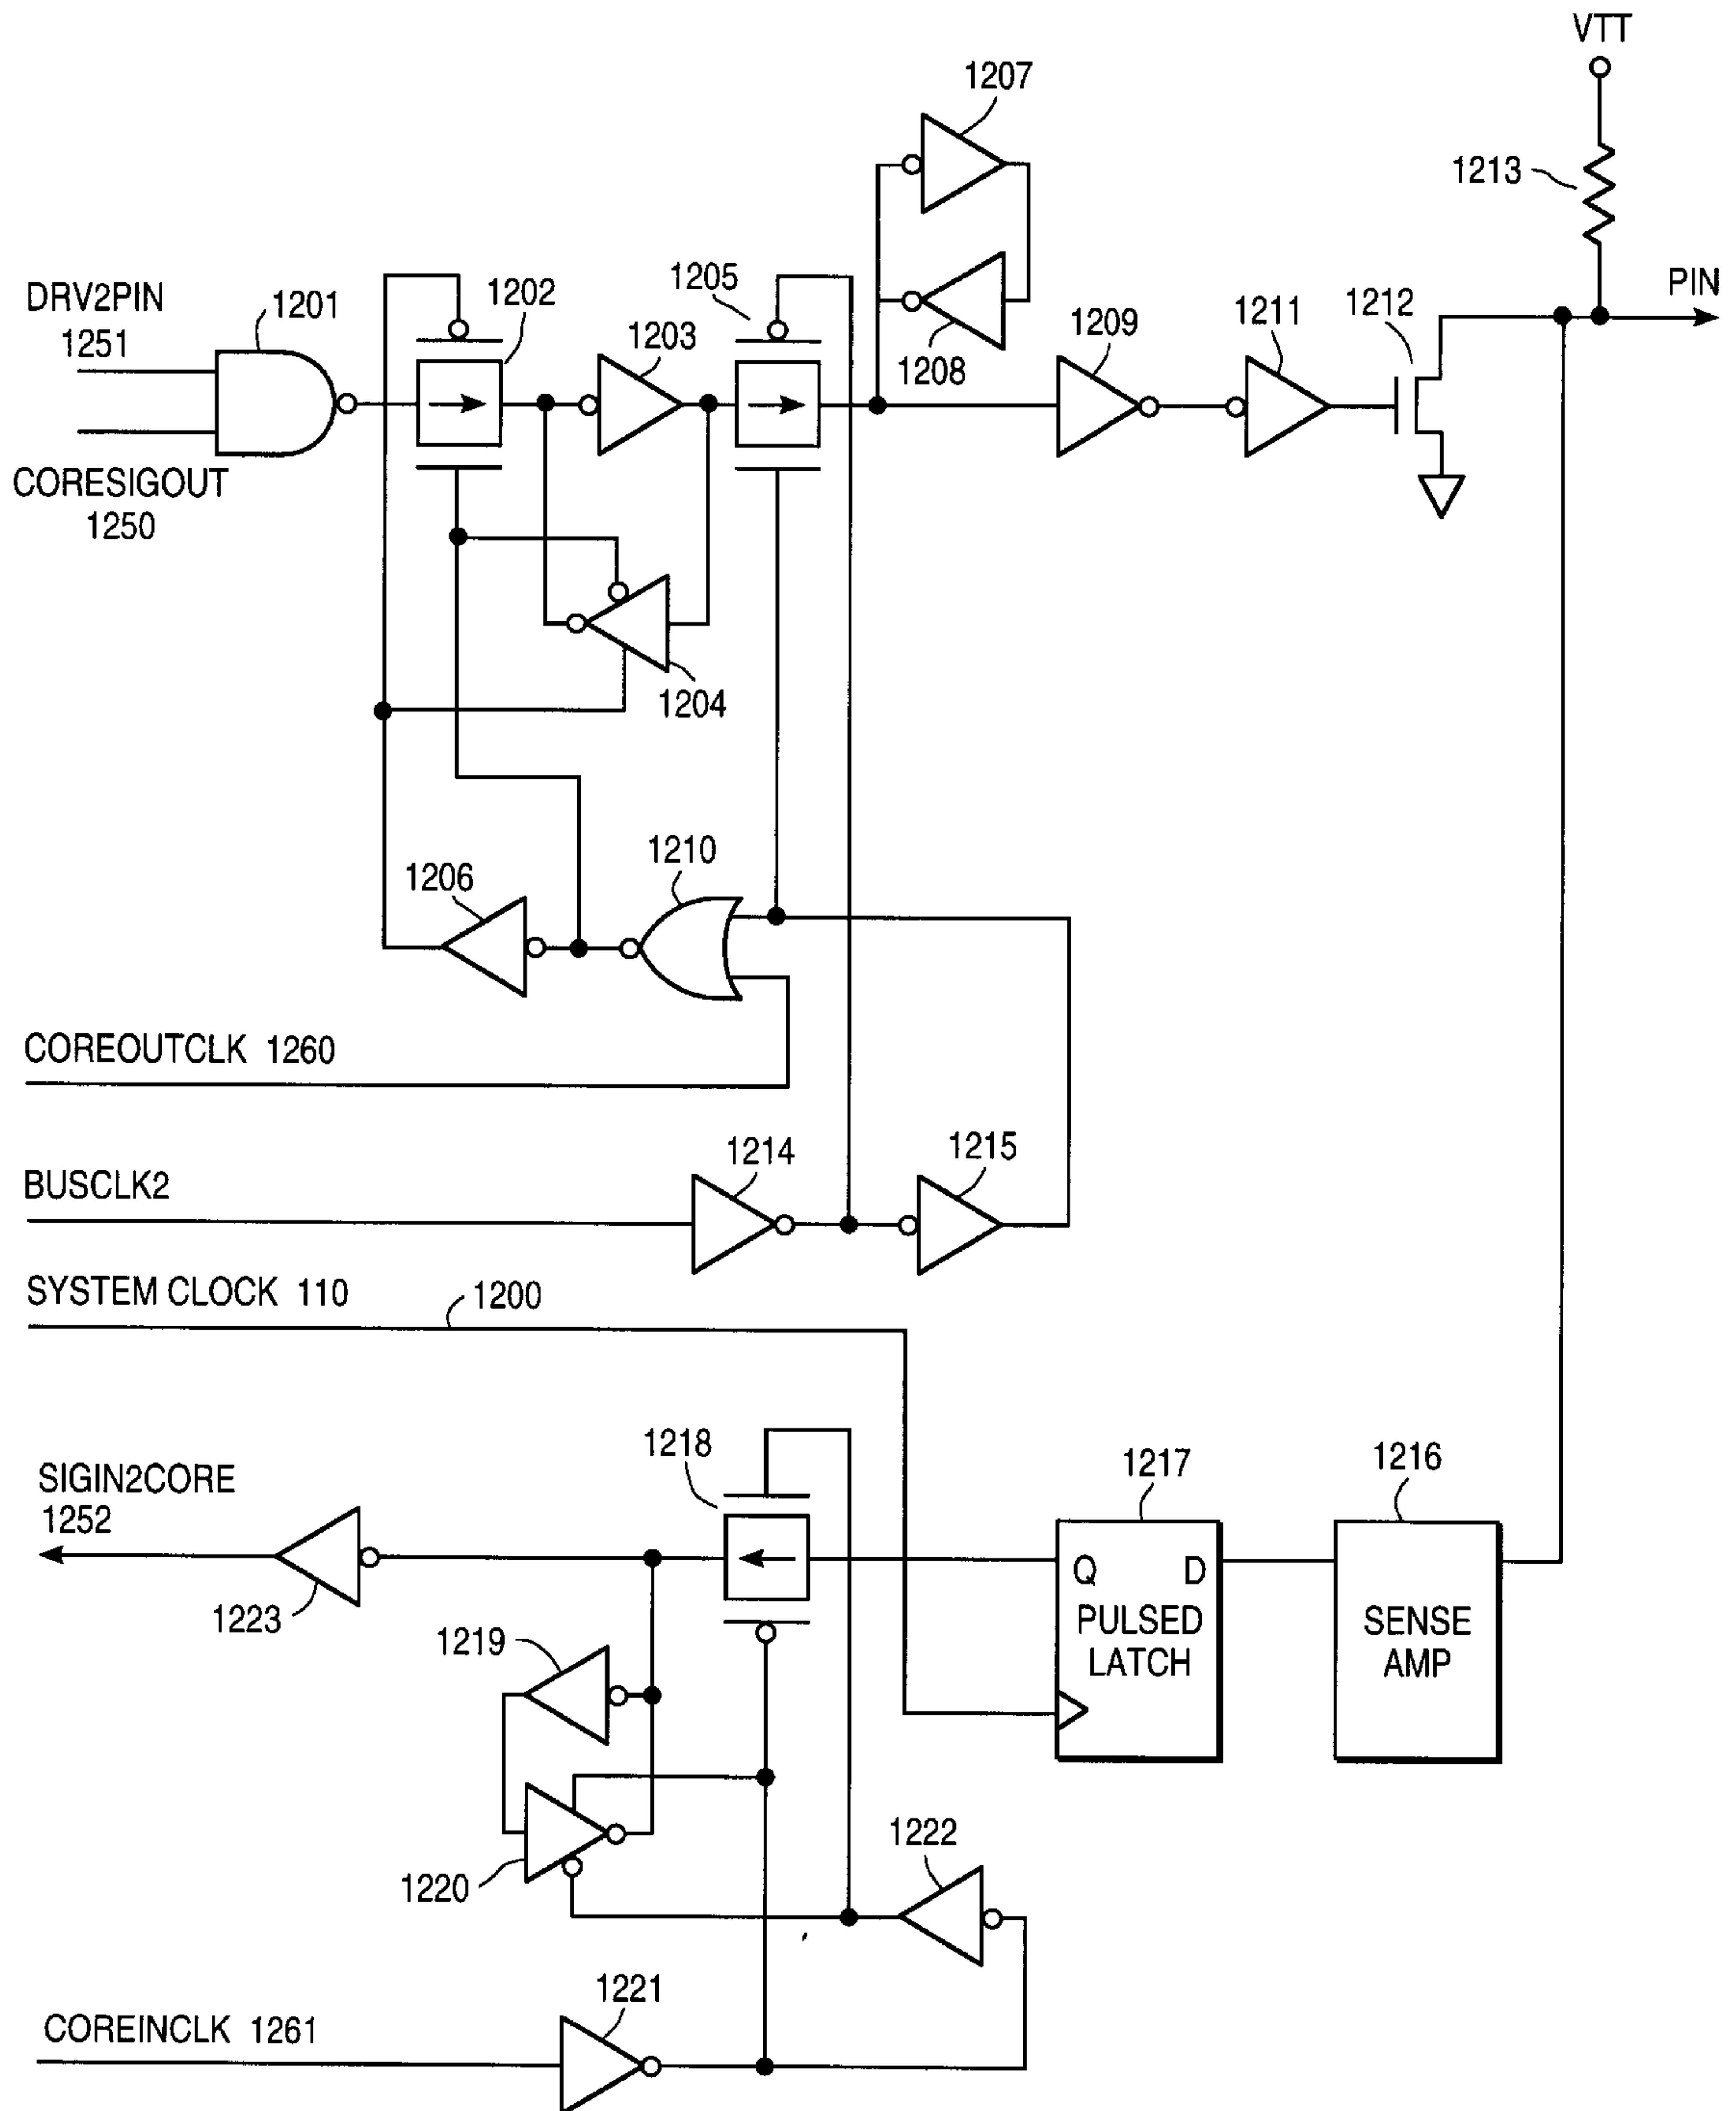 VTT
1207
1213
DRV2PIN
1251
1201
1202
1205
1203
1208
1209
1211
1212
PIN
CORESIGOUT
1250
1204
1210
1206
COREOUTCLK 1260
BUSCLK2
1214
1215
SYSTEM CLOCK 110
1200
SIGIN2CORE
1252
1218
1217
1216
Q D
PULSED
LATCH
SENSE
AMP
1223
1219
1220
1222
1221
COREINCLK 1261